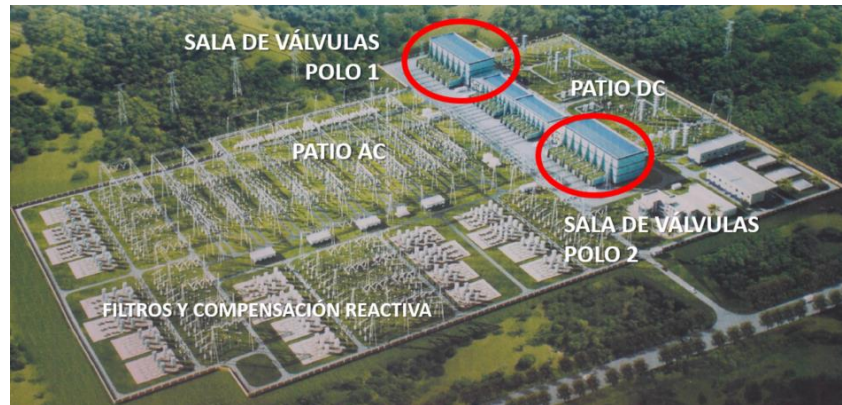 SALA DE VÁLVULAS
POLO 1
PATIO DC
PATIO AC
SALA DE VÁLVULAS
POLO 2
FILTROS Y COMPENSACIÓN REACTIVA